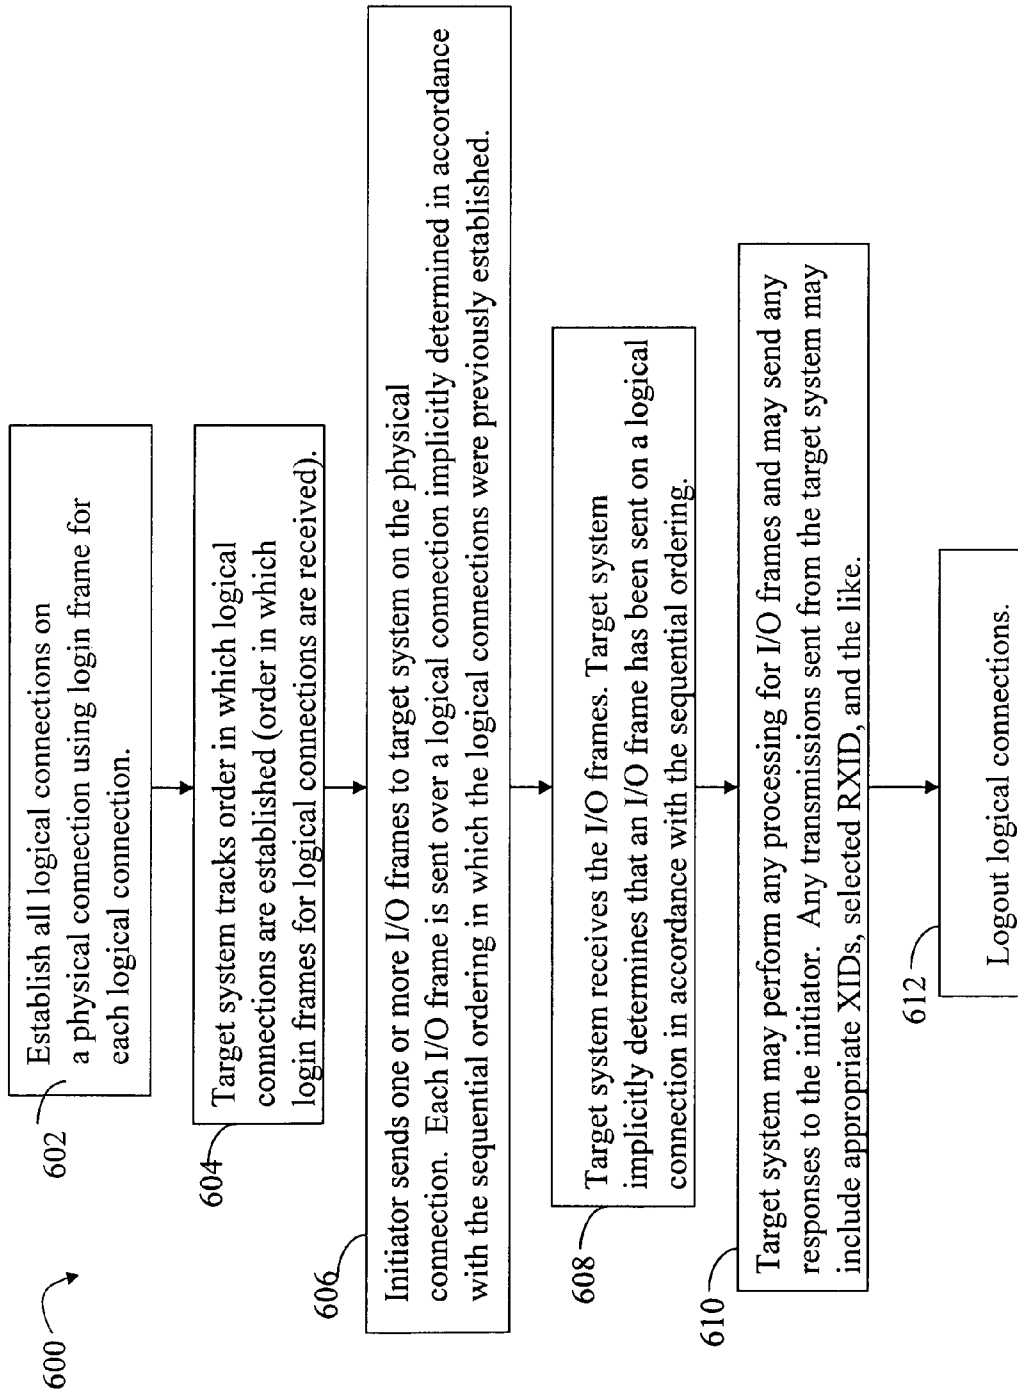 600
602
Establish all logical connections on
a physical connection using login frame for
each logical connection.
604
Target system tracks order in which logical
connections are established (order in which
login frames for logical connections are received).
606
Initiator sends one or more I/O frames to target system on the physical
connection. Each I/O frame is sent over a logical connection implicitly determined in accordance
with the sequential ordering in which the logical connections were previously established.
608
Target system receives the I/O frames. Target system
implicitly determines that an I/O frame has been sent on a logical
connection in accordance with the sequential ordering.
610
Target system may perform any processing for I/O frames and may send any
responses to the initiator. Any transmissions sent from the target system may
include appropriate XIDs, selected RXID, and the like.
612
Logout logical connections.